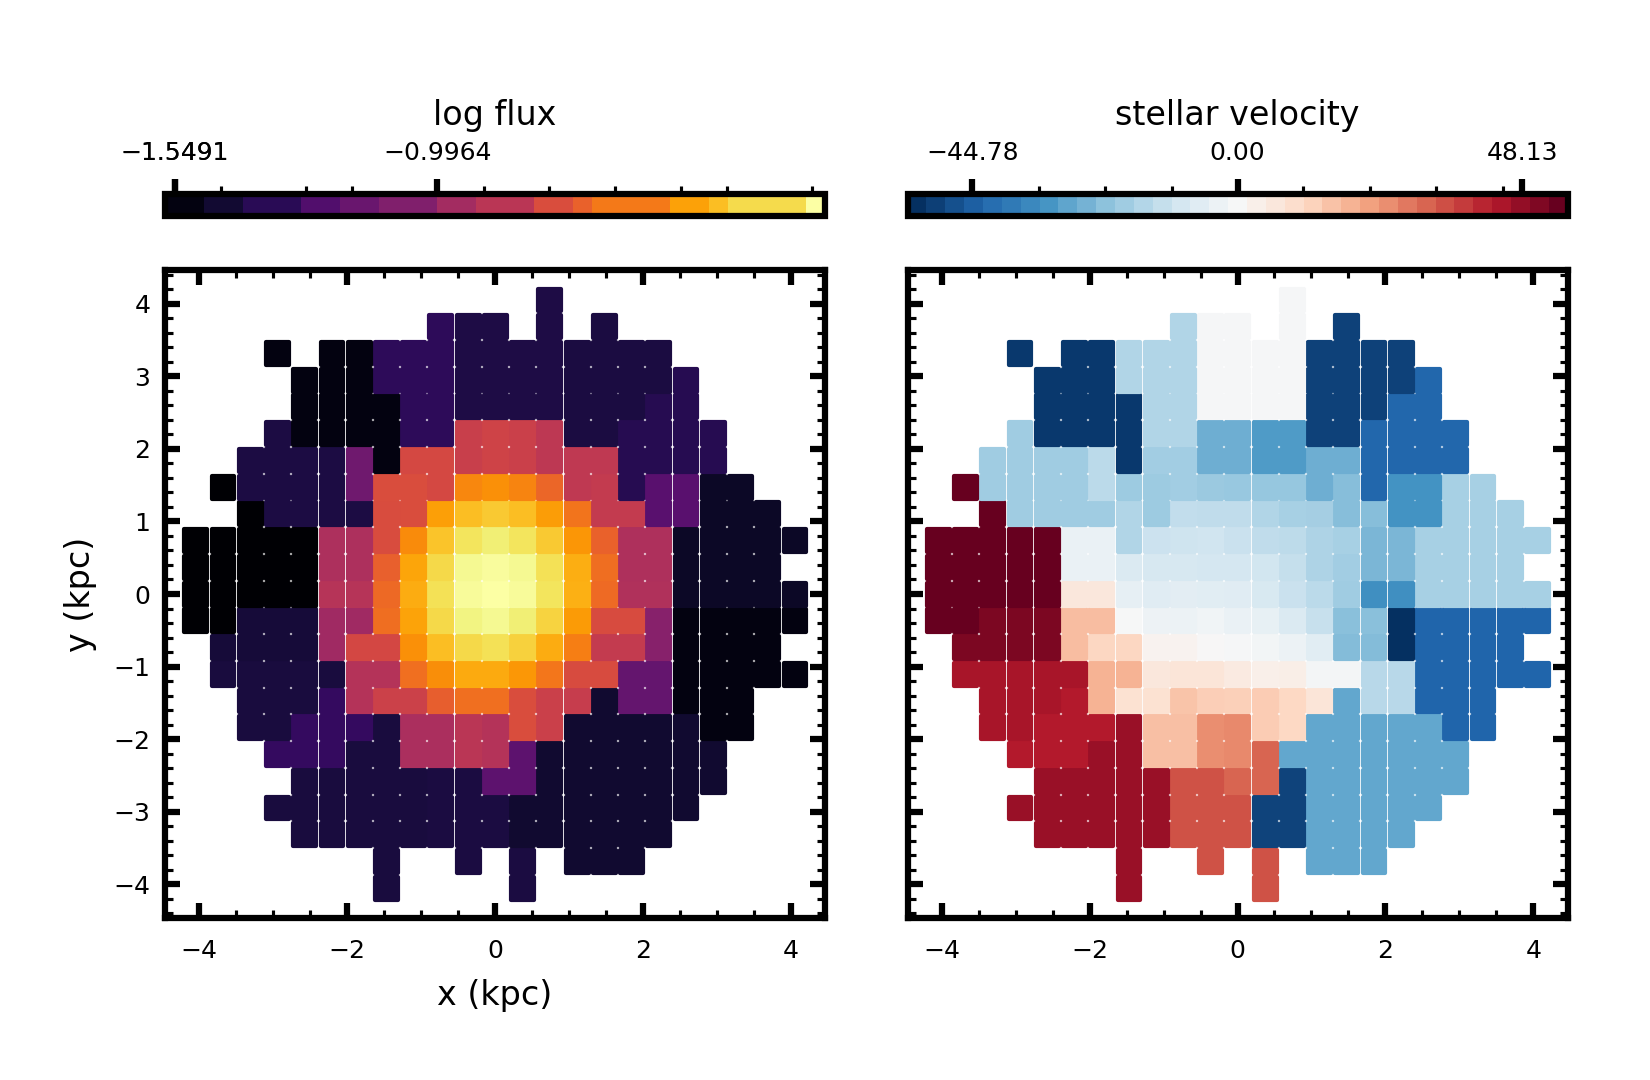 log flux
stellar velocity
−1.5491 −0.9964
−44.78 0.00 48.13
4
3
2
1
0
−1
−2
−3
−4
y (kpc)
−4 −2 0 2 4
−4 −2 0 2 4
x (kpc)